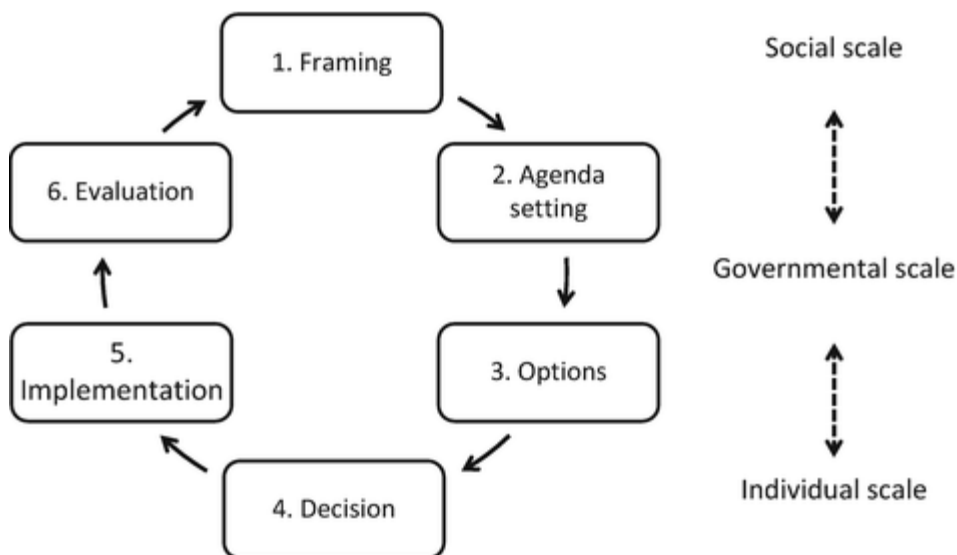 1. Framing
2. Agenda
setting
3. Options
4. Decision
5.
Implementation
6. Evaluation
Social scale
Governmental scale
Individual scale